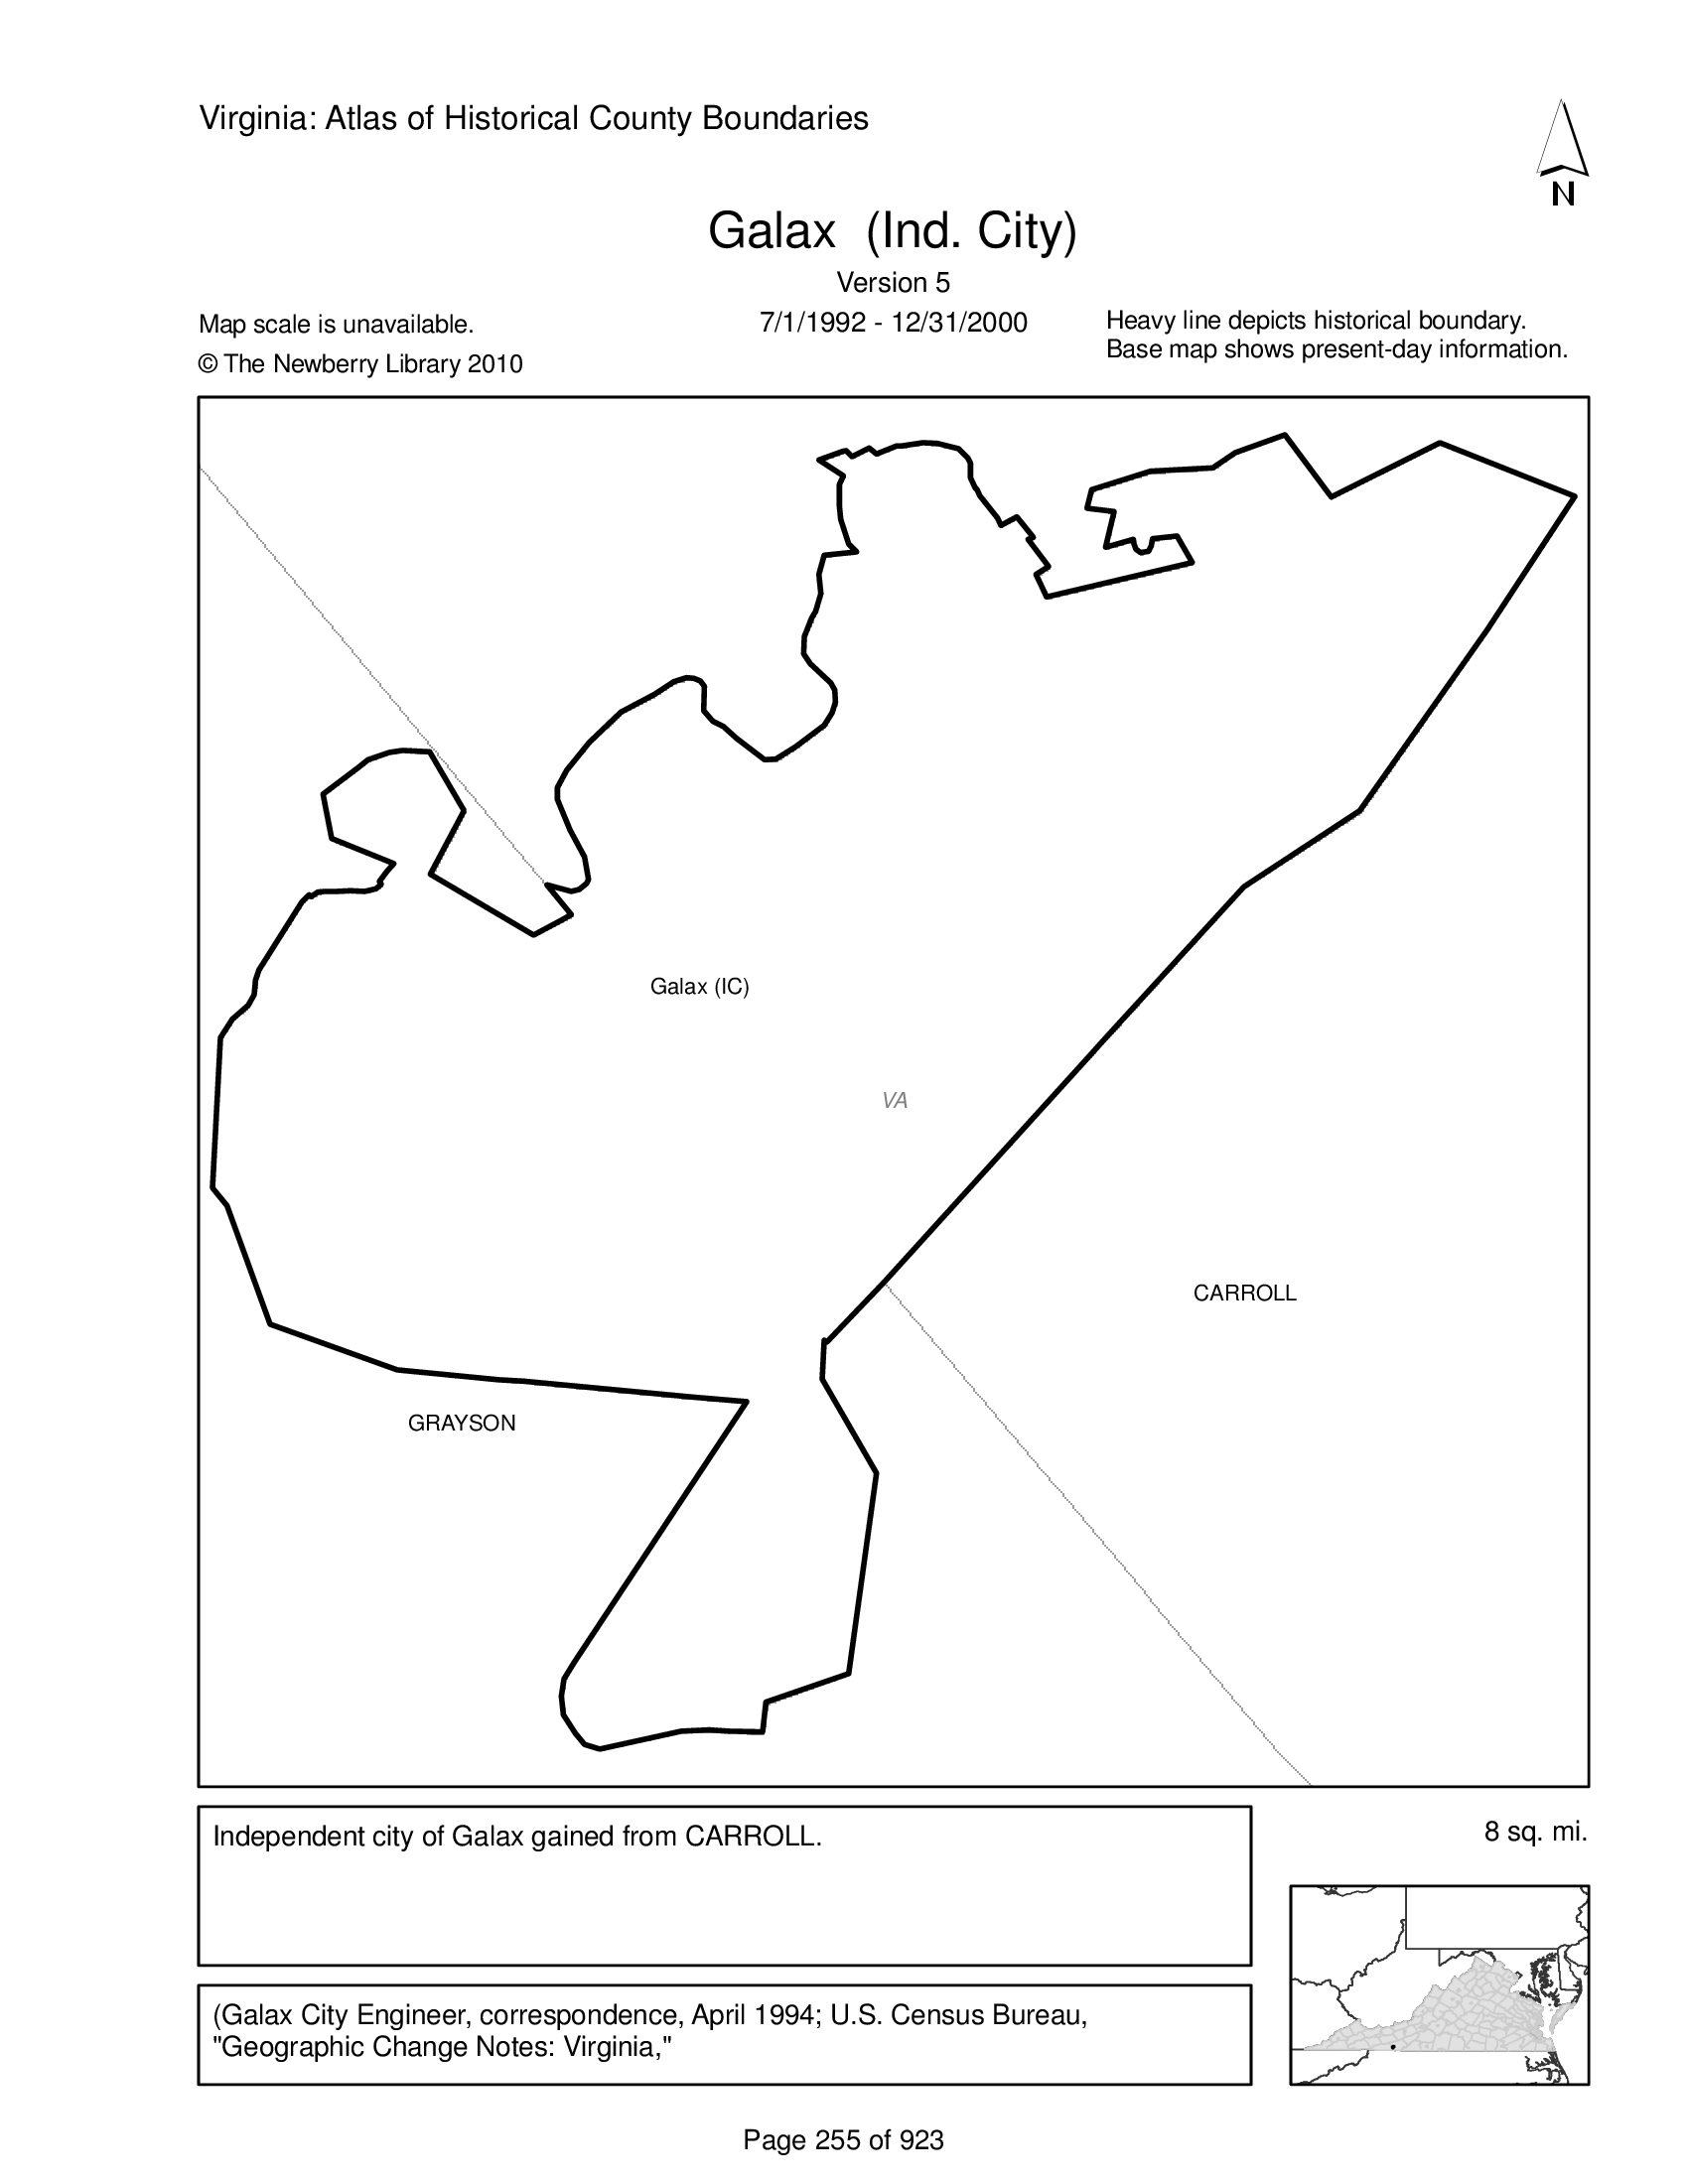 Virginia: Atlas of Historical County Boundaries
N
Galax (Ind. City)
Version 5
Map scale is unavailable.
7/1/1992 - 12/31/2000
Heavy line depicts historical boundary.
Base map shows present-day information.
© The Newberry Library 2010
Galax (IC)
VA
CARROLL
GRAYSON
Independent city of Galax gained from CARROLL.
8 sq. mi.
(Galax City Engineer, correspondence, April 1994; U.S. Census Bureau,
"Geographic Change Notes: Virginia,"
Page 255 of 923